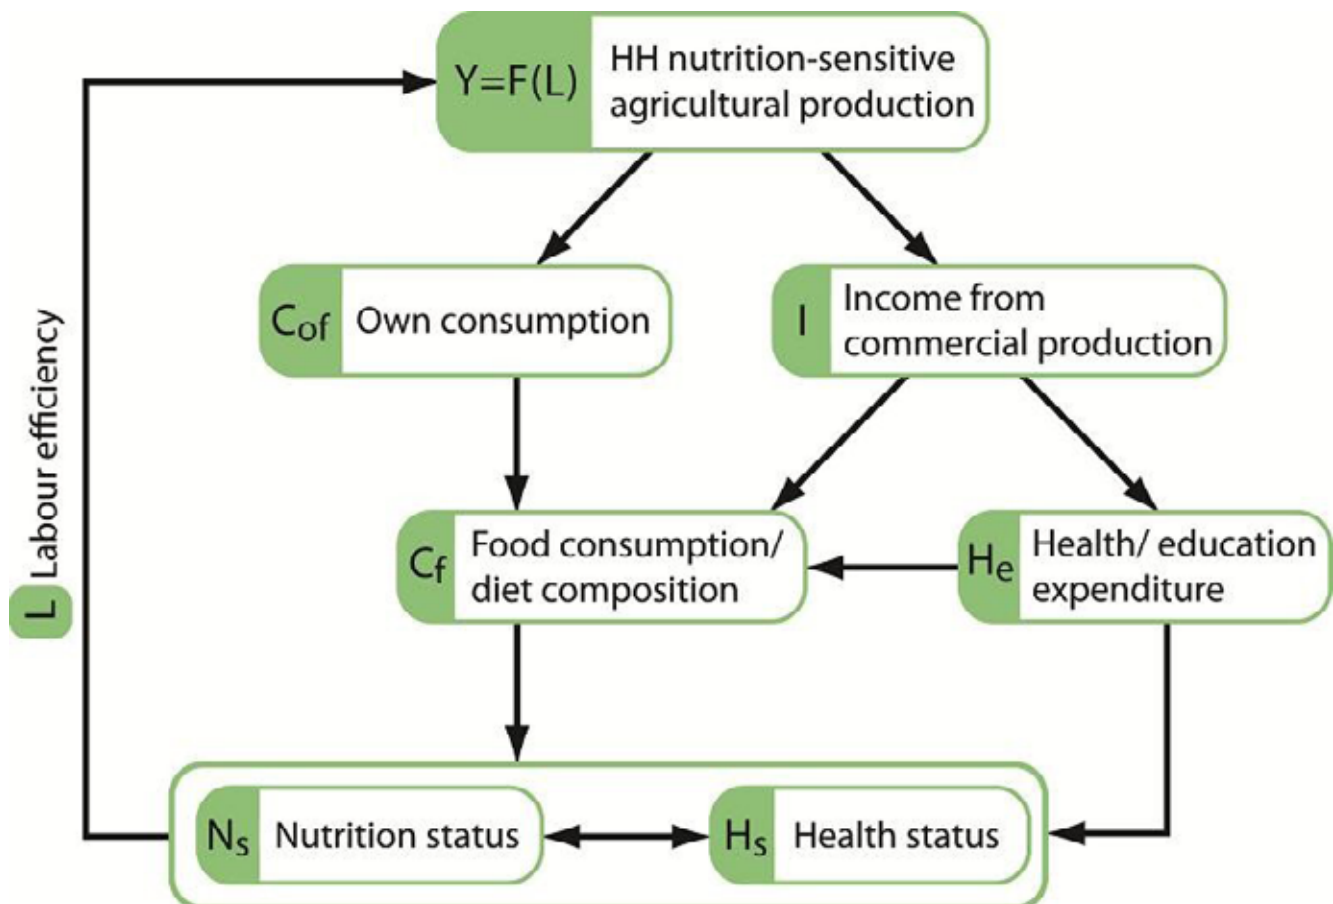 Y=F(L)
HH nutrition-sensitive
agricultural production
Cof
Own consumption
I
Income from
commercial production
L Labour efficiency
Cf
Food consumption/
diet composition
He
Health/ education
expenditure
Ns
Nutrition status
Hs
Health status